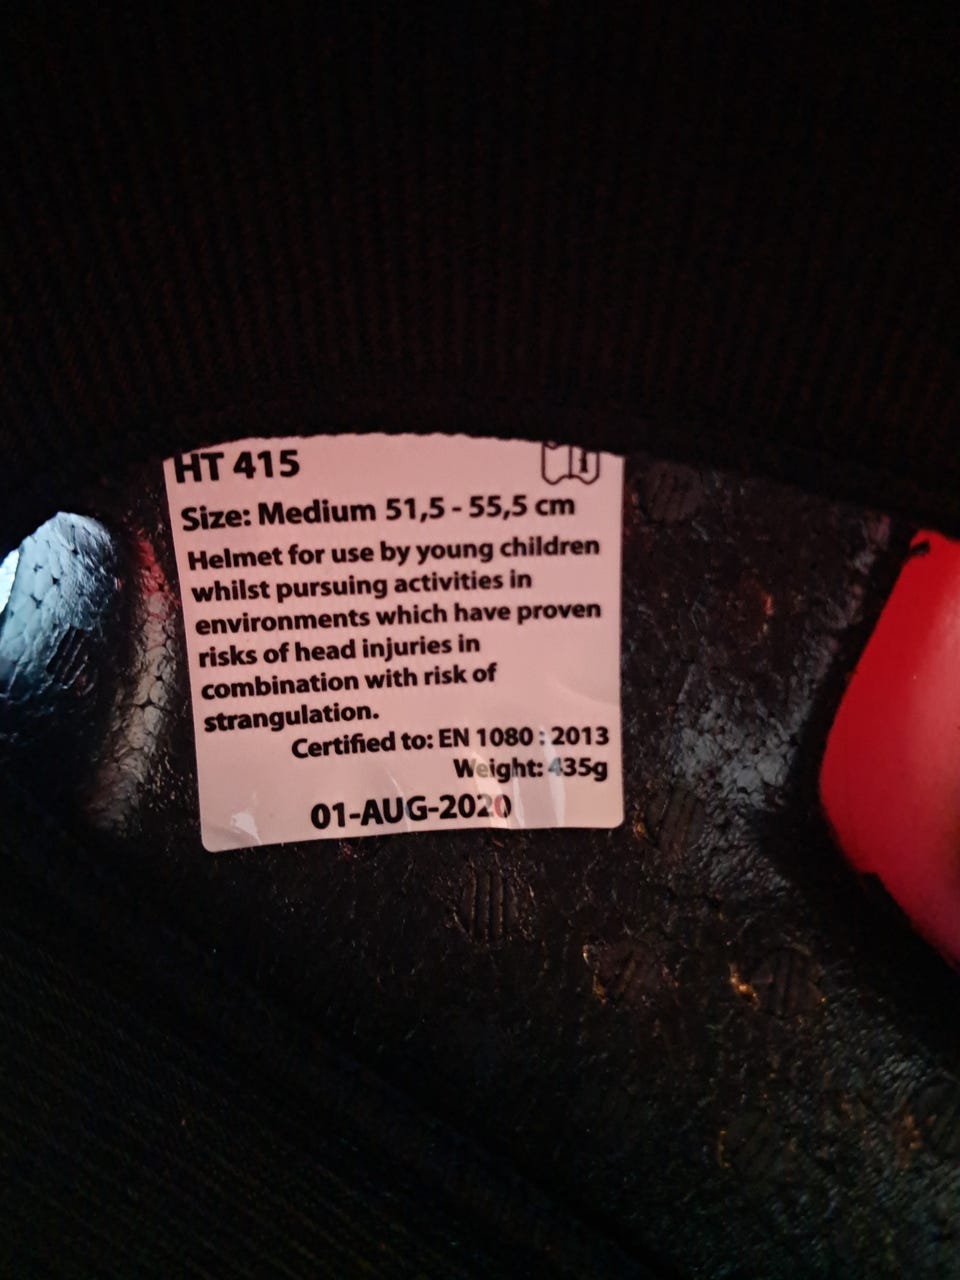 HT 415
Size: Medium 51,5 - 55,5 cm
Helmet for use by young children
whilst pursuing activities in
environments which have proven
risks of head injuries in
combination with risk of
strangulation.
Certified to: EN 1080 : 2013
Weight: 435g
01-AUG-2020